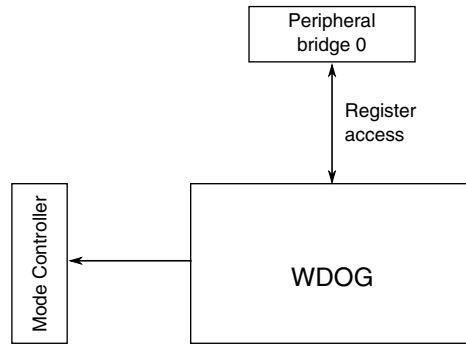 Peripheral
bridge 0
Register
access
Mode Controller
WDOG